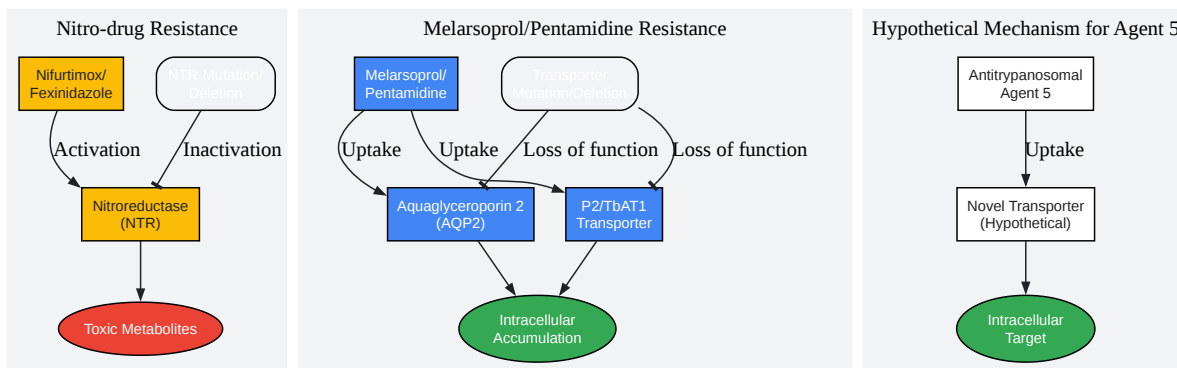 Nitro-drug Resistance
Nifurtimox/
Fexinidazole
NTR Mutation/
Deletion
Activation
Inactivation
Nitroreductase
(NTR)
Toxic Metabolites
Melarsoprol/Pentamidine Resistance
Melarsoprol/
Pentamidine
Transporter
Mutation/Deletion
Uptake
Uptake
Loss of function
Loss of function
Aquaglyceroporin 2
(AQP2)
P2/TbAT1
Transporter
Intracellular
Accumulation
Hypothetical Mechanism for Agent 5
Antitrypanosomal
Agent 5
Uptake
Novel Transporter
(Hypothetical)
Intracellular
Target